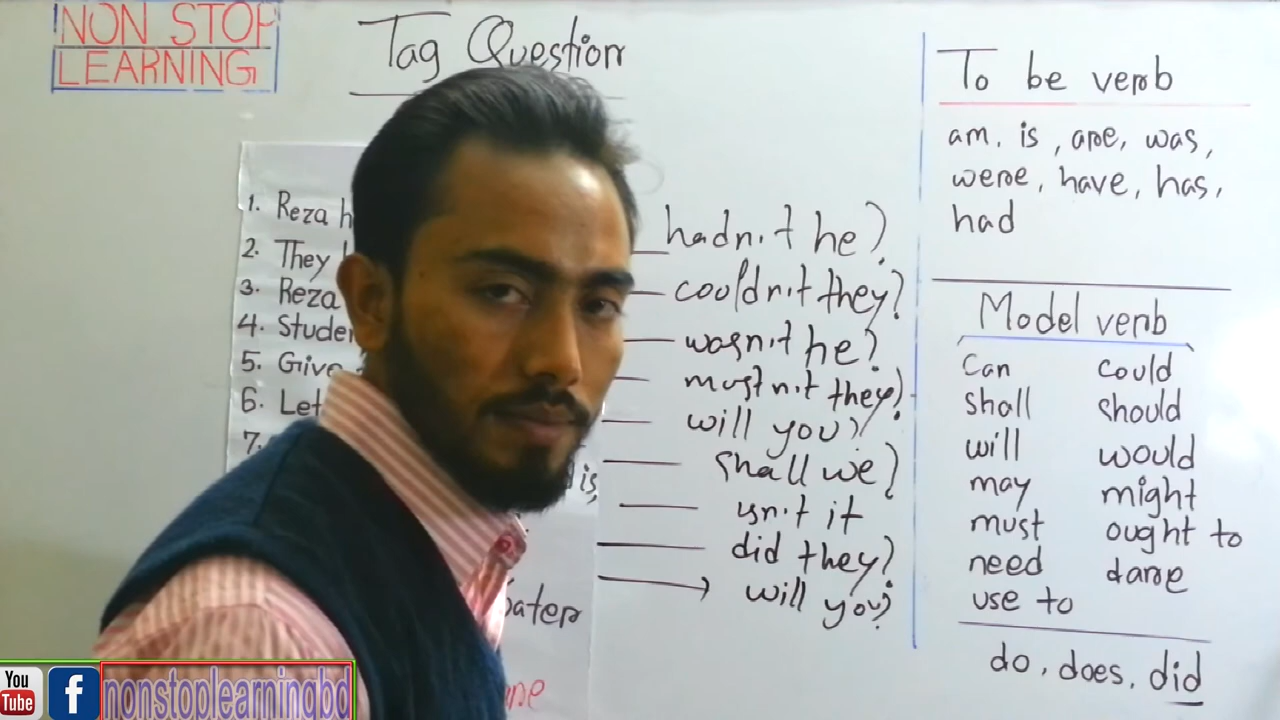 NON STOP
LEARNING
Tag Question
1. Reza h
2. They
3. Reza
4. Studen
5. Give
6. Let
7.
is,
water
hadn't he?
couldn't they?
wasn't he?
mustn't they?
will you?
shall we?
isn't it
did they?
will you?
To be verb
am, is, are, was,
were, have, has,
had
Model verb
Can could
shall should
will would
may might
must ought to
need dare
use to
do, does, did
You
Tube
f
nonstoplearningbd